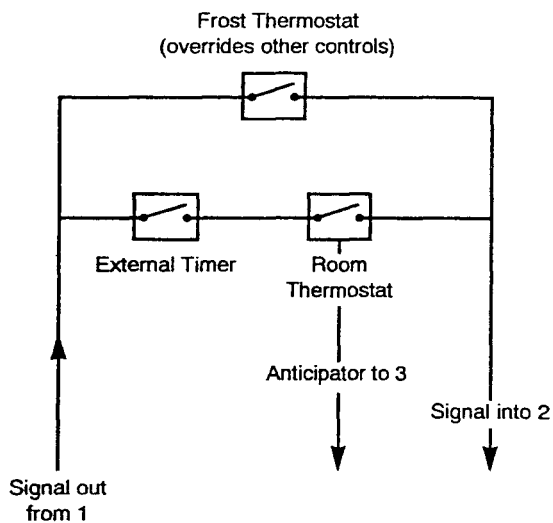 Frost Thermostat
(overrides other controls)
External Timer
Room
Thermostat
Anticipator to 3
Signal into 2
Signal out
from 1